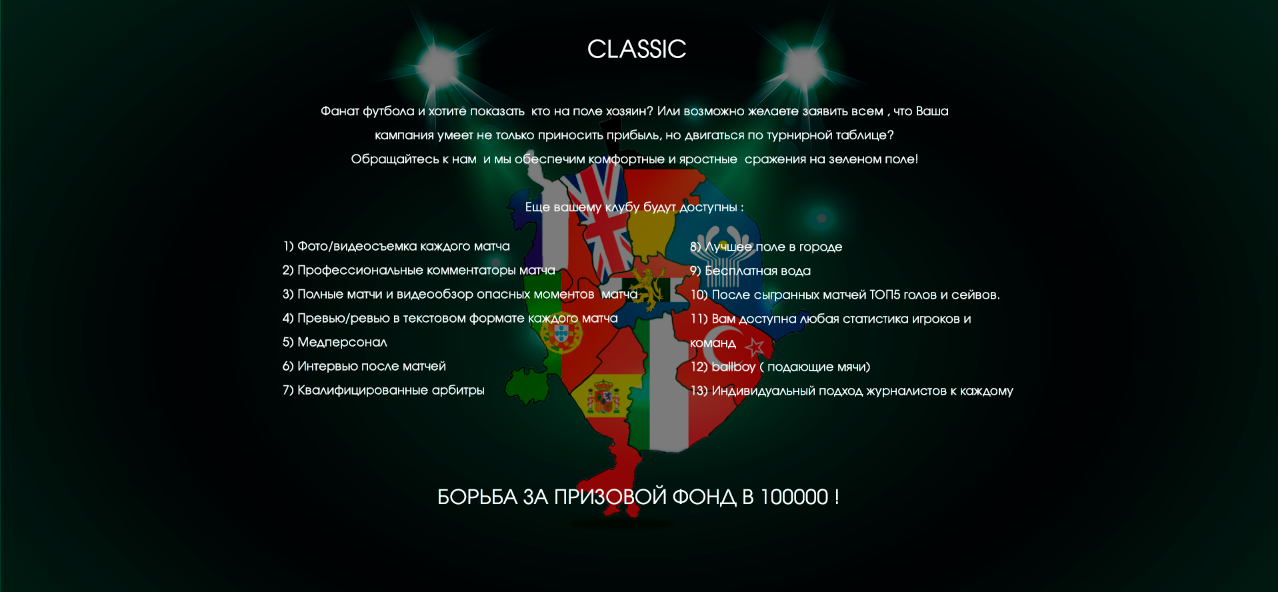 CLASSIC
Фанат футбола и хотите показать кто на поле хозяин? Или возможно желаете заявить всем , что Ваша
кампания умеет не только приносить прибыль, но двигаться по турнирной таблице?
Обращайтесь к нам и мы обеспечим комфортные и яростные сражения на зеленом поле!
Еще вашему клубу будут доступны :
1) Фото/видеосъемка каждого матча
2) Профессиональные комментаторы матча
3) Полные матчи и видеообзор опасных моментов матча
4) Превью/ревью в текстовом формате каждого матча
5) Медперсонал
6) Интервью после матчей
7) Квалифицированные арбитры
8) Лучшее поле в городе
9) Бесплатная вода
10) После сыгранных матчей ТОП5 голов и сейвов.
11) Вам доступна любая статистика игроков и
команд
12) ballboy ( подающие мячи)
13) Индивидуальный подход журналистов к каждому
БОРЬБА ЗА ПРИЗОВОЙ ФОНД В 100000 !